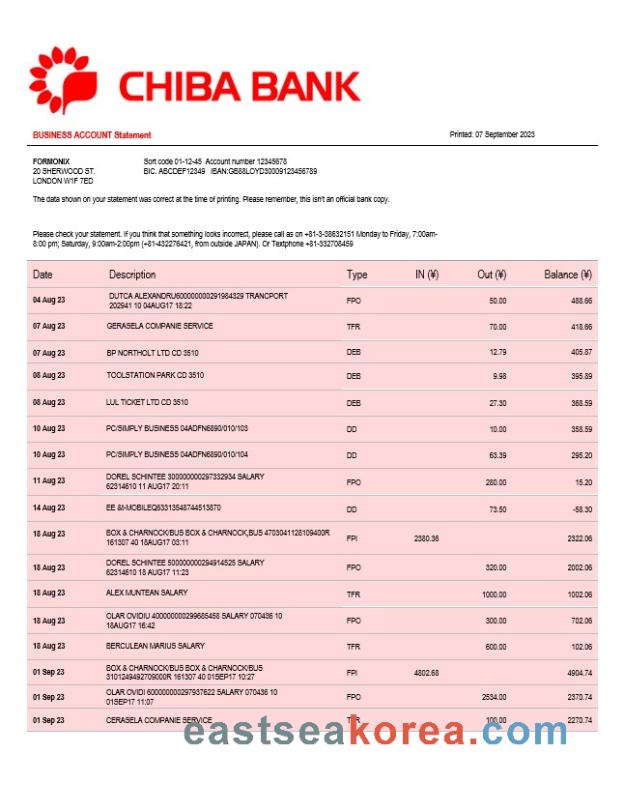 CHIBA BANK
BUSINESS ACCOUNT Statement Printed: 07 September 2023
FORMONIX Sort code 01-12-45 Account number 12345678
20 SHERWOOD ST. BIC. ABCDEF12349 IBAN:GB88LOYD30009123456789
LONDON W1F 7ED
The data shown on your statement was correct at the time of printing. Please remember, this isn't an official bank copy.
Please check your statement. If you think that something looks incorrect, please call as on +81-3-38632151 Monday to Friday, 7:00am-
8:00 pm; Saturday, 9:00am-2:00pm (+81-432276421, from outside JAPAN). Or Textphone +81-332708459
Date Description Type IN (¥) Out (¥) Balance (¥)
04 Aug 23 DUTCA ALEXANDRU600000000291984329 TRANCPORT FPO 50.00 488.66
202941 10 04AUG17 18:22
07 Aug 23 GERASELA COMPANIE SERVICE TFR 70.00 418.66
07 Aug 23 BP NORTHOLT LTD CD 3510 DEB 12.79 405.87
08 Aug 23 TOOLSTATION PARK CD 3510 DEB 9.98 395.89
08 Aug 23 LUL TICKET LTD CD 3510 DEB 27.30 368.59
10 Aug 23 PC/SIMPLY BUSINESS 04ADFN6890/010/103 DD 10.00 358.59
10 Aug 23 PC/SIMPLY BUSINESS 04ADFN6890/010/104 DD 63.39 295.20
11 Aug 23 DOREL SCHINTEE 300000000297332934 SALARY FPO 280.00 15.20
62314610 11 AUG17 20:11
14 Aug 23 EE &t-MOBILEQ63313548744513870 DD 73.50 -58.30
18 Aug 23 BOX & CHARNOCK/BUS BOX & CHARNOCK,BUS 4703041128109400R FPI 2380.36 2322.06
161307 40 18AUG17 03:11
18 Aug 23 DOREL SCHINTEE 500000000294914525 SALARY FPO 320.00 2002.06
62314610 18 AUG17 11:23
18 Aug 23 ALEX MUNTEAN SALARY TFR 1000.00 1002.06
18 Aug 23 OLAR OVIDIU 400000000299685458 SALARY 070436 10 FPO 300.00 702.06
18AUG17 16:42
18 Aug 23 BERCULEAN MARIUS SALARY TFR 600.00 102.06
01 Sep 23 BOX & CHARNOCK/BUS BOX & CHARNOCK/BUS FPI 4802.68 4904.74
3101249492709000R 161307 40 01SEP17 10:27
01 Sep 23 OLAR OVIDI 600000000297937622 SALARY 070436 10 FPO 2534.00 2370.74
01SEP17 11:07
01 Sep 23 CERASELA COMPANIE SERVICE TFR 100.00 2270.74
eastseakorea.com